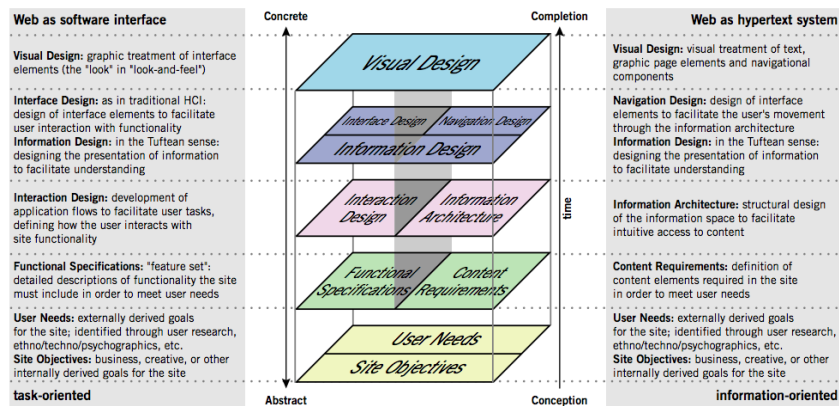 Web as software interface
Visual Design: graphic treatment of interface
elements (the "look" in "look-and-feel")
Interface Design: as in traditional HCI:
design of interface elements to facilitate
user interaction with functionality
Information Design: in the Tuftean sense:
designing the presentation of information
to facilitate understanding
Interaction Design: development of
application flows to facilitate user tasks,
defining how the user interacts with
site functionality
Functional Specifications: "feature set":
detailed descriptions of functionality the site
must include in order to meet user needs
User Needs: externally derived goals
for the site; identified through user research,
ethno/techno/psychographics, etc.
Site Objectives: business, creative, or other
internally derived goals for the site
task-oriented
Concrete
Completion
Visual Design
Interface Design
Navigation Design
Information Design
Interaction
Design
Information
Architecture
Functional
Specifications
Content
Requirements
User Needs
Site Objectives
time
Abstract
Conception
Web as hypertext system
Visual Design: visual treatment of text,
graphic page elements and navigational
components
Navigation Design: design of interface
elements to facilitate the user's movement
through the information architecture
Information Design: in the Tuftean sense:
designing the presentation of information
to facilitate understanding
Information Architecture: structural design
of the information space to facilitate
intuitive access to content
Content Requirements: definition of
content elements required in the site
in order to meet user needs
User Needs: externally derived goals
for the site; identified through user research,
ethno/techno/psychographics, etc.
Site Objectives: business, creative, or other
internally derived goals for the site
information-oriented